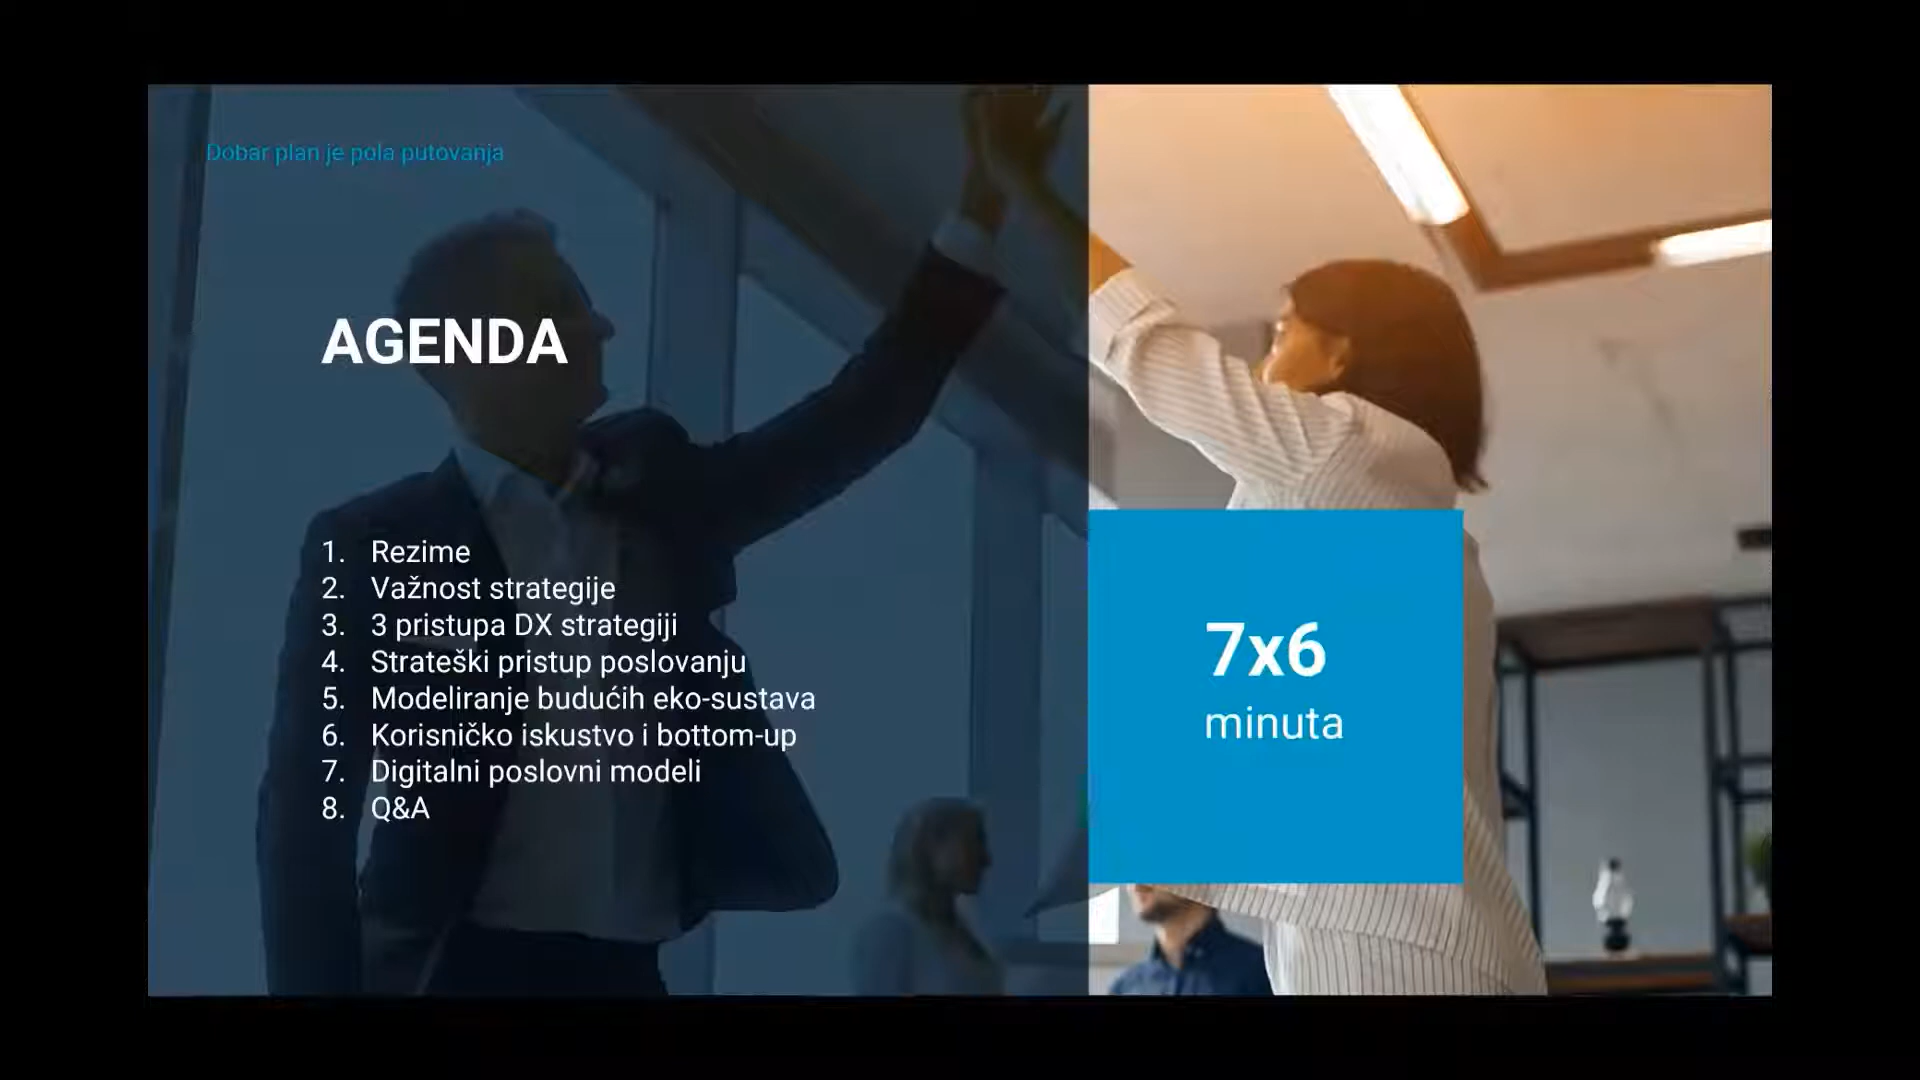 Dobar plan je pola putovanja
AGENDA
1. Rezime
2. Važnost strategije
3. 3 pristupa DX strategiji
4. Strateški pristup poslovanju
5. Modeliranje budućih eko-sustava
6. Korisničko iskustvo i bottom-up
7. Digitalni poslovni modeli
8. Q&A
7x6
minuta